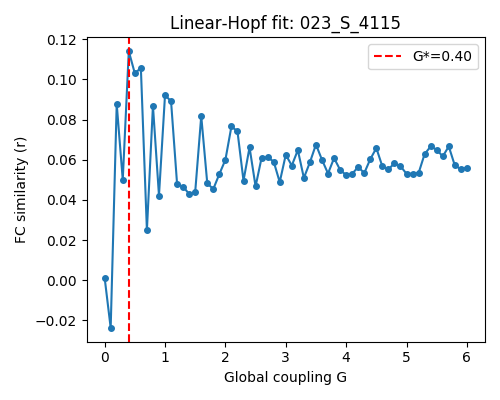 Linear-Hopf fit: 023_S_4115
G*=0.40
FC similarity (r)
0.12
0.10
0.08
0.06
0.04
0.02
0.00
−0.02
0 1 2 3 4 5 6
Global coupling G